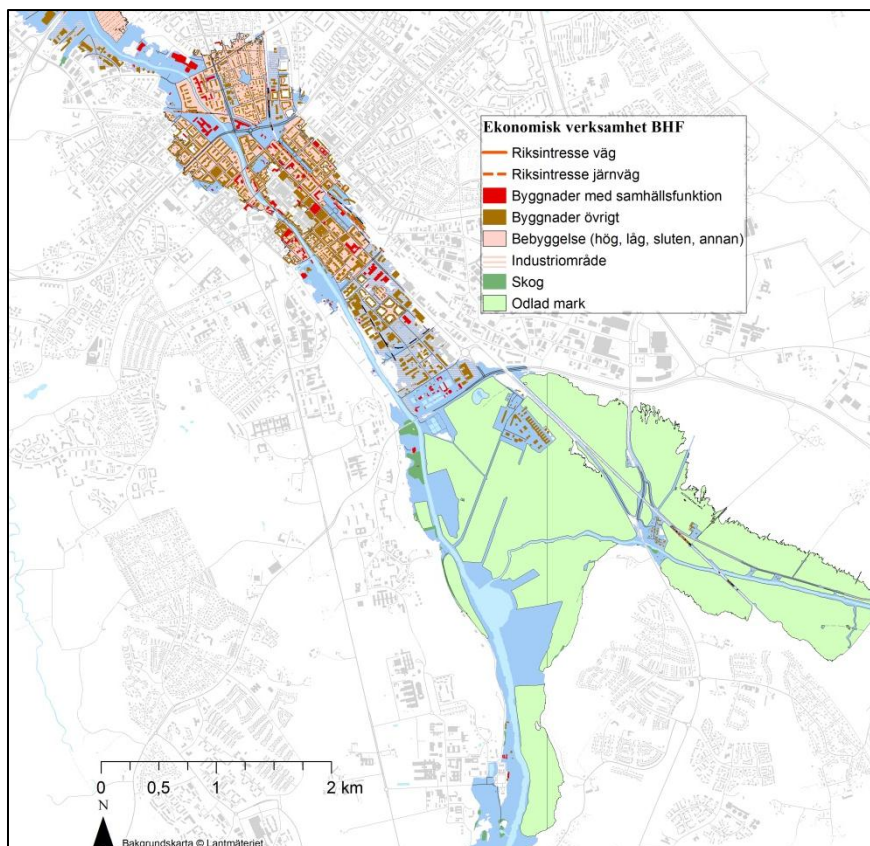 Ekonomisk verksamhet BHF
Riksintresse väg
Riksintresse järnväg
Byggnader med samhällsfunktion
Byggnader övrigt
Bebyggelse (hög, låg, sluten, annan)
Industriområde
Skog
Odlad mark
0 0,5 1 2 km
N
Bakgrundskarta © Lantmäteriet